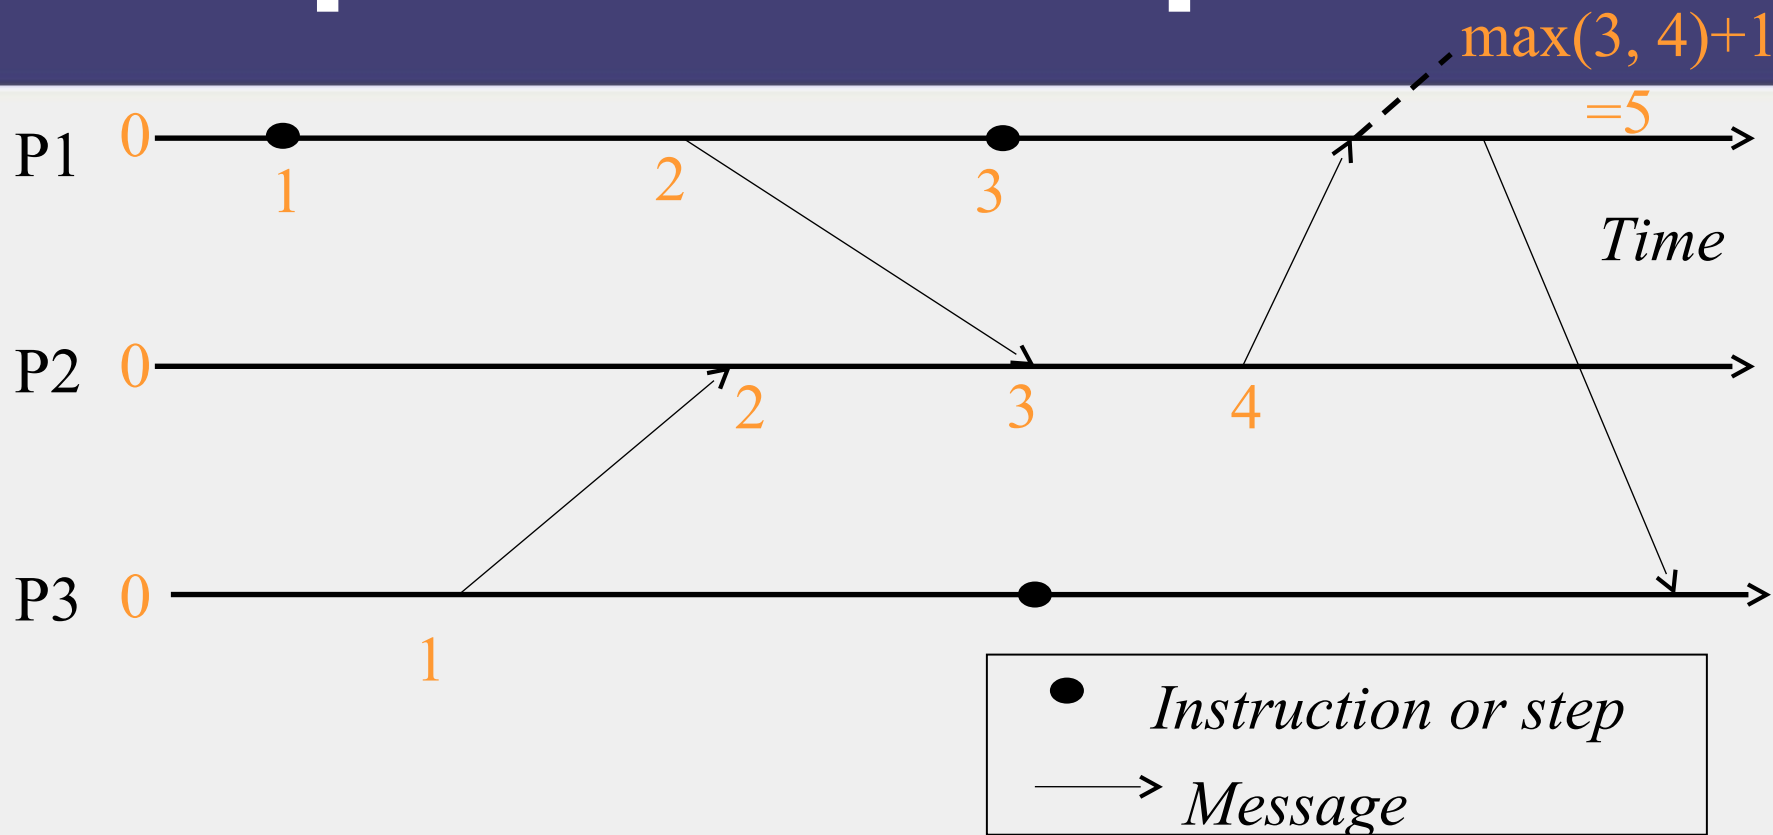 max(3, 4)+1
=5
P1 0
1 2 3
Time
P2 0
2 3 4
P3 0
1
Instruction or step
Message